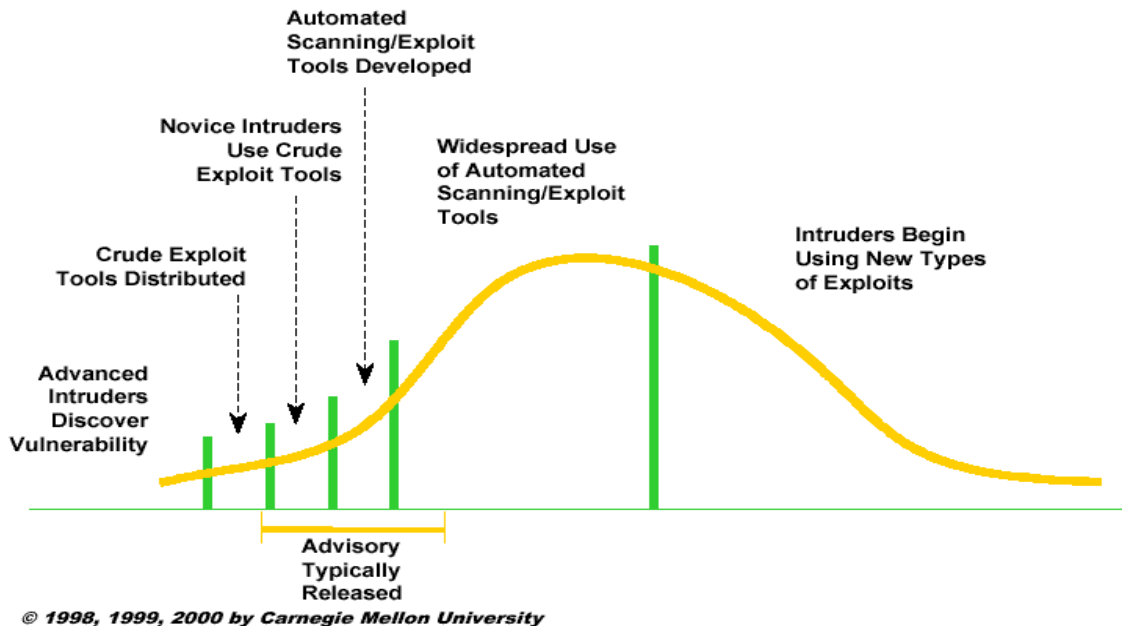 Automated
Scanning/Exploit
Tools Developed
Novice Intruders
Use Crude
Exploit Tools
Widespread Use
of Automated
Scanning/Exploit
Tools
Crude Exploit
Tools Distributed
Intruders Begin
Using New Types
of Exploits
Advanced
Intruders
Discover
Vulnerability
Advisory
Typically
Released
© 1998, 1999, 2000 by Carnegie Mellon University